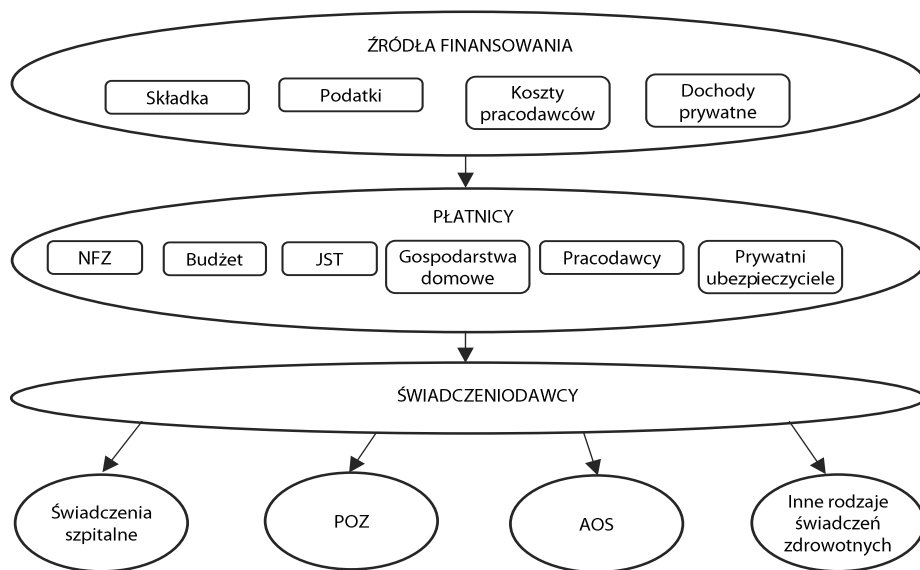 ŹRÓDŁA FINANSOWANIA
Składka
Podatki
Koszty
pracodawców
Dochody
prywatne
PŁATNICY
NFZ
Budżet
JST
Gospodarstwa
domowe
Pracodawcy
Prywatni
ubezpieczyciele
ŚWIADCZENIODAWCY
Świadczenia
szpitalne
POZ
AOS
Inne rodzaje
świadczeń
zdrowotnych